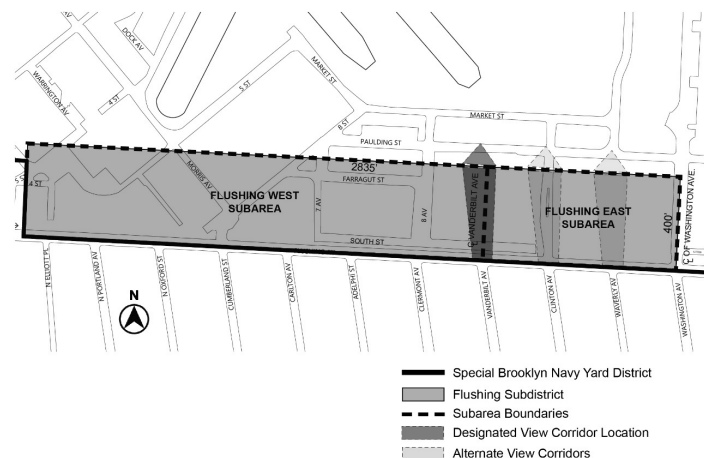 DOCK AV
WARRINGTON AV
4 ST
5 ST
MARKET ST
6 ST
MARKET ST
PAULDING ST
2835'
FARRAGUT ST
MORRIS AV
4 ST.
FLUSHING WEST
SUBAREA
7 AV
8 AV
℄ VANDERBILT AVE.
FLUSHING EAST
SUBAREA
400'
℄ OF WASHINGTON AVE.
SOUTH ST
N ELLIOTT PL
N PORTLAND AV
N OXFORD ST
CUMBERLAND ST
CARLTON AV
ADELPHI ST
CLERMONT AV
VANDERBILT AV
CLINTON AV
WAVERLY AV
WASHINGTON AV
N
Special Brooklyn Navy Yard District
Flushing Subdistrict
Subarea Boundaries
Designated View Corridor Location
Alternate View Corridors